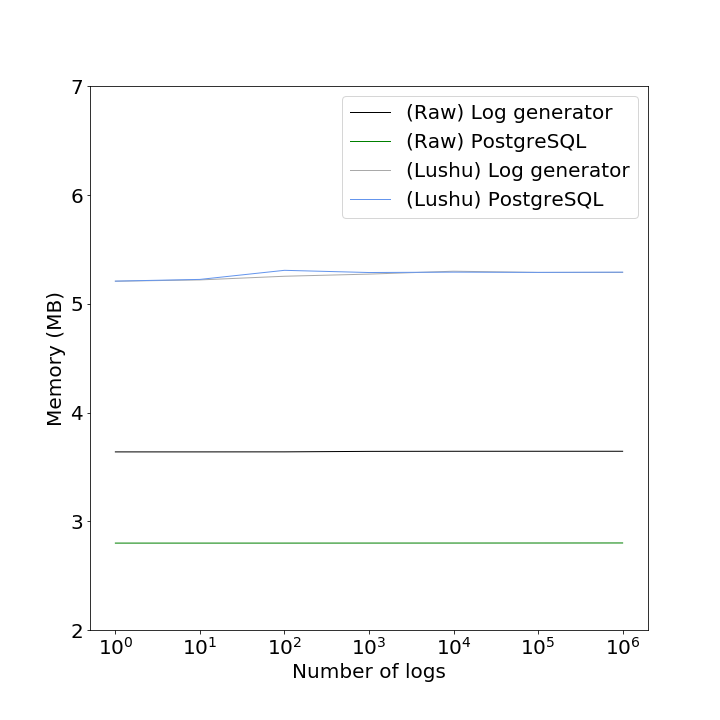 7
6
5
4
3
2
Memory (MB)
(Raw) Log generator
(Raw) PostgreSQL
(Lushu) Log generator
(Lushu) PostgreSQL
10⁰ 10¹ 10² 10³ 10⁴ 10⁵ 10⁶
Number of logs